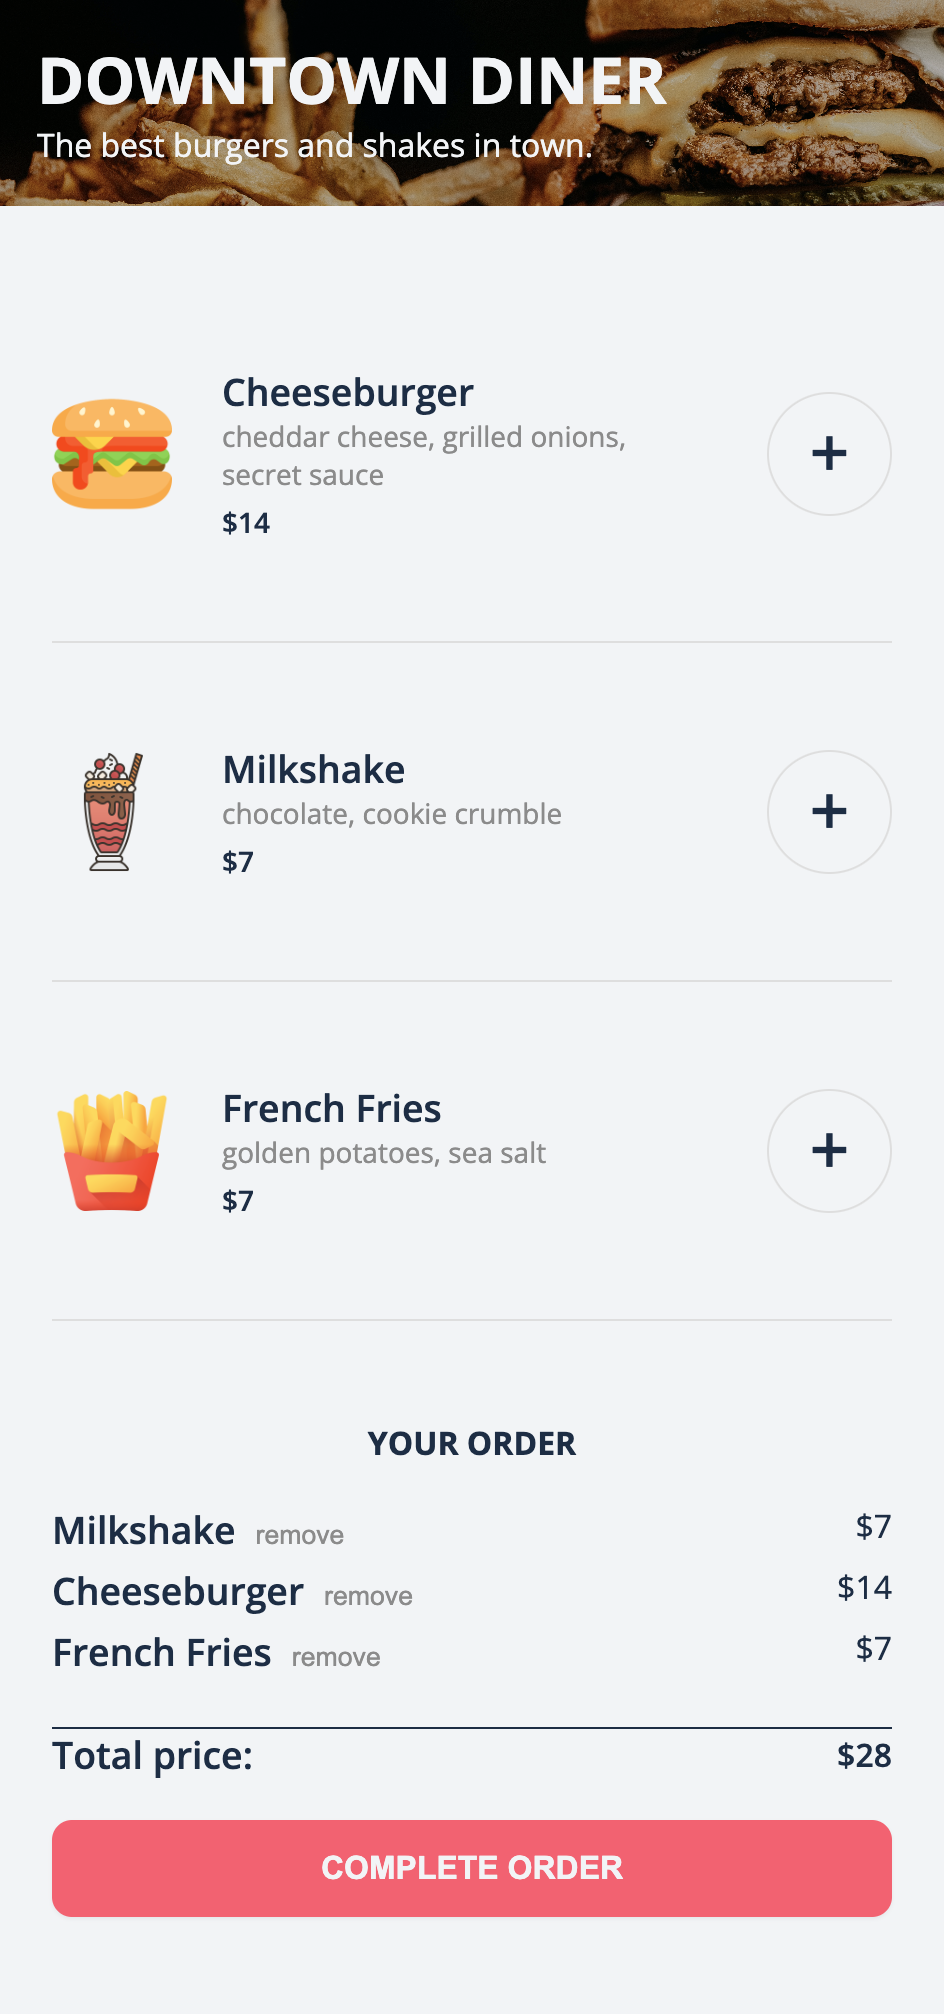 DOWNTOWN DINER
The best burgers and shakes in town.
Cheeseburger
cheddar cheese, grilled onions,
secret sauce
$14
+
Milkshake
chocolate, cookie crumble
$7
+
French Fries
golden potatoes, sea salt
$7
+
YOUR ORDER
Milkshake remove $7
Cheeseburger remove $14
French Fries remove $7
Total price: $28
COMPLETE ORDER